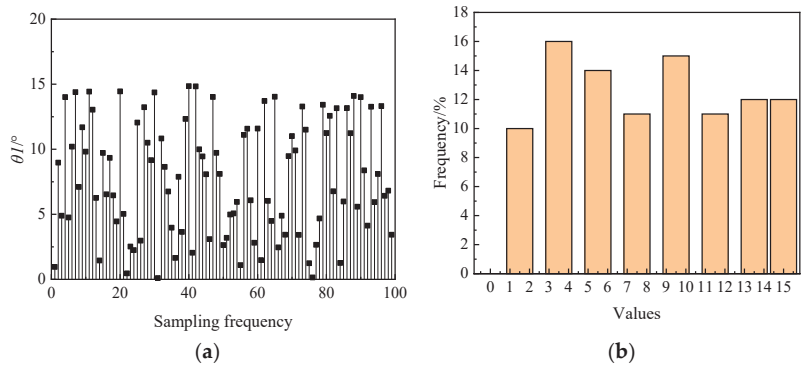 20
15
10
5
0
θ1/°
0 20 40 60 80 100
Sampling frequency
(a)
18
16
14
12
10
8
6
4
2
0
Frequency/%
0 1 2 3 4 5 6 7 8 9 10 11 12 13 14 15
Values
(b)